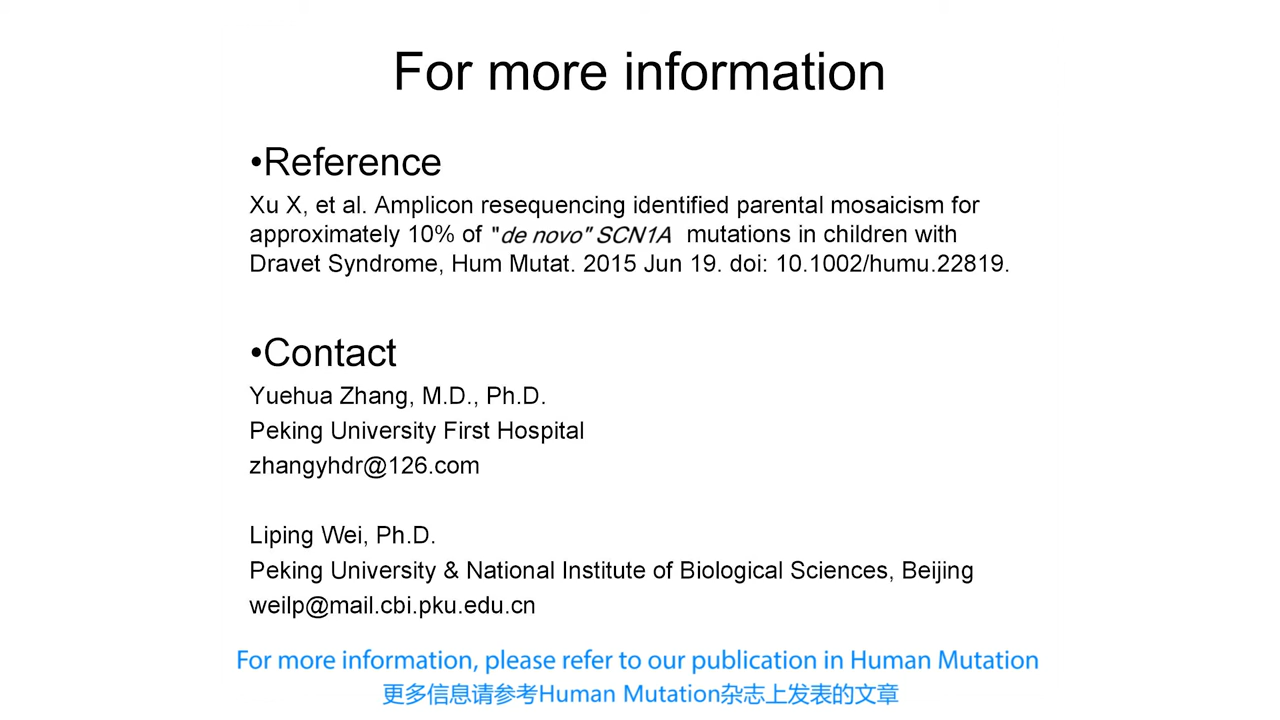 For more information
•Reference
Xu X, et al. Amplicon resequencing identified parental mosaicism for
approximately 10% of "de novo" SCN1A mutations in children with
Dravet Syndrome, Hum Mutat. 2015 Jun 19. doi: 10.1002/humu.22819.
•Contact
Yuehua Zhang, M.D., Ph.D.
Peking University First Hospital
zhangyhdr@126.com
Liping Wei, Ph.D.
Peking University & National Institute of Biological Sciences, Beijing
weilp@mail.cbi.pku.edu.cn
For more information, please refer to our publication in Human Mutation
更多信息请参考Human Mutation杂志上发表的文章